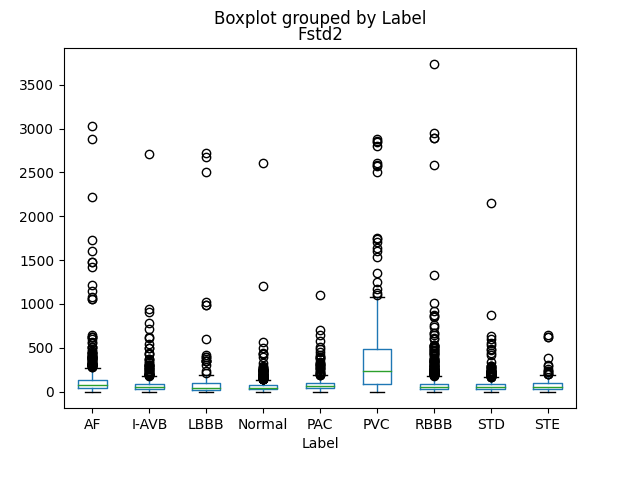 Boxplot grouped by Label
Fstd2
3500
3000
2500
2000
1500
1000
500
0
AF I-AVB LBBB Normal PAC PVC RBBB STD STE
Label